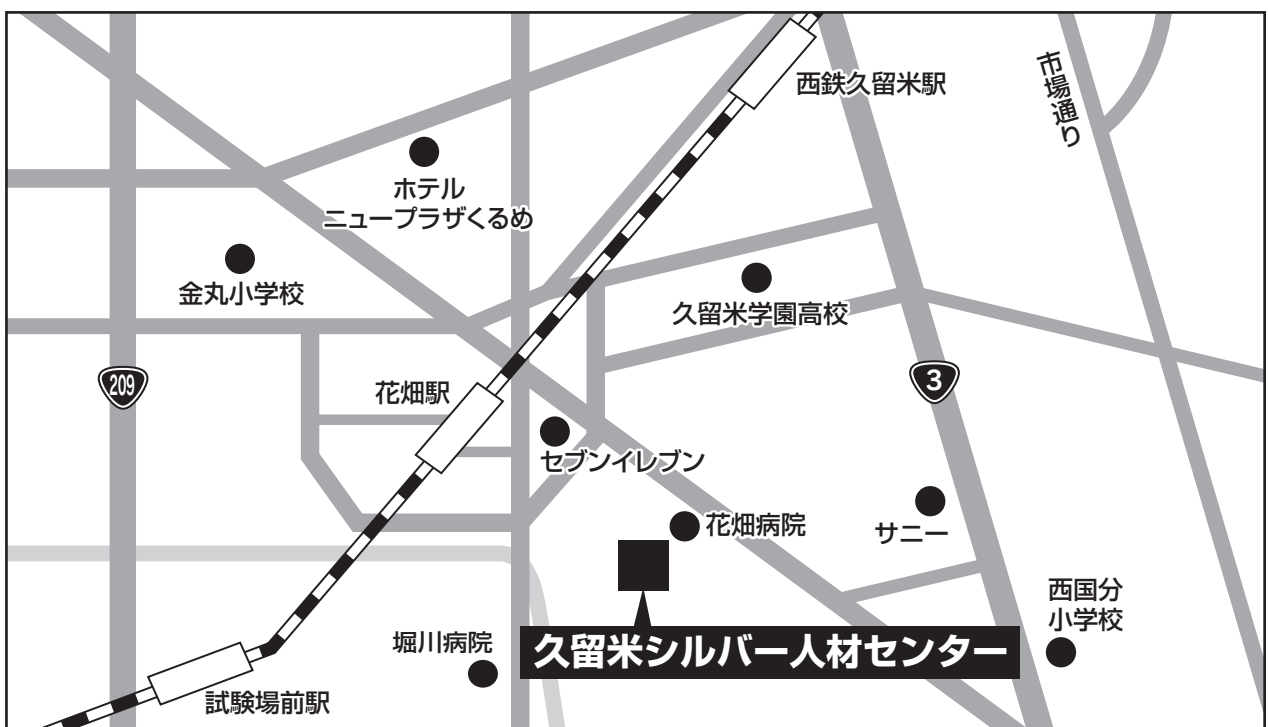 西鉄久留米駅
市場通り
ホテル
ニュープラザくるめ
金丸小学校
久留米学園高校
209
3
花畑駅
セブンイレブン
花畑病院
サニー
西国分
小学校
堀川病院
久留米シルバー人材センター
試験場前駅